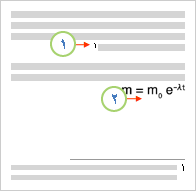 ١ ١
m = m₀ e⁻λt
٢
١